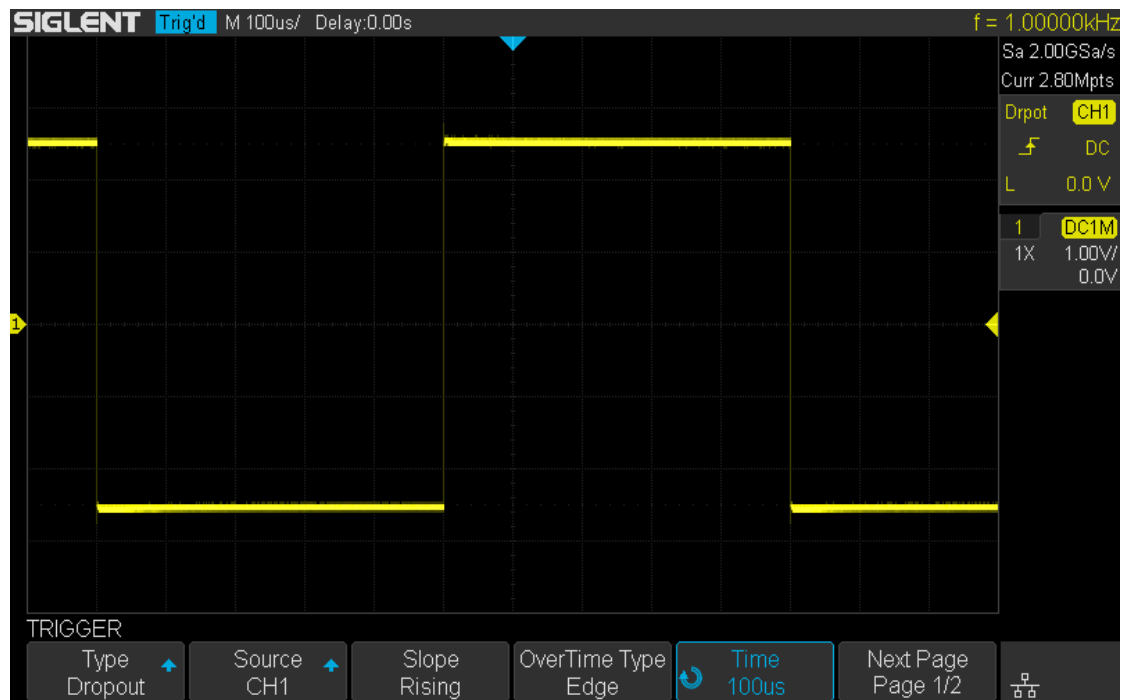 SIGLENT Trig'd M 100us/ Delay:0.00s f = 1.00000kHz
Sa 2.00GSa/s
Curr 2.80Mpts
Drpot CH1
DC
L 0.0 V
1 DC1M
1X 1.00V/
0.0V
1
TRIGGER
Type Source Slope OverTime Type Time Next Page
Dropout CH1 Rising Edge 100us Page 1/2